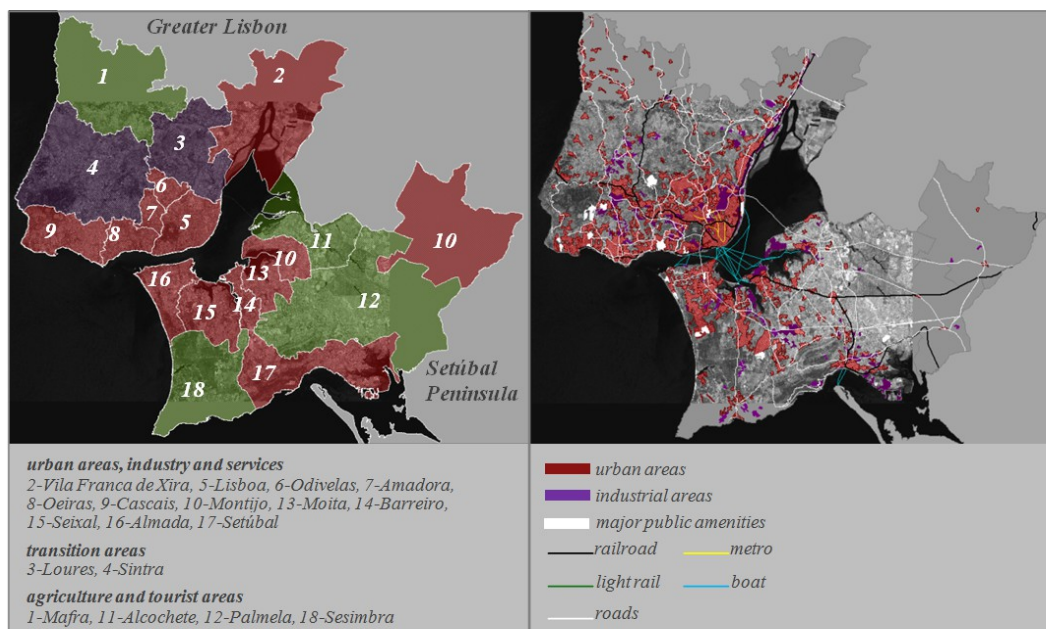 Greater Lisbon
1
2
3
4
6
7
5
9
8
10
11
10
13
16
12
14
15
17
18
Setúbal
Peninsula
urban areas, industry and services
2-Vila Franca de Xira, 5-Lisboa, 6-Odivelas, 7-Amadora,
8-Oeiras, 9-Cascais, 10-Montijo, 13-Moita, 14-Barreiro,
15-Seixal, 16-Almada, 17-Setúbal
transition areas
3-Loures, 4-Sintra
agriculture and tourist areas
1-Mafra, 11-Alcochete, 12-Palmela, 18-Sesimbra
urban areas
industrial areas
major public amenities
railroad
metro
light rail
boat
roads